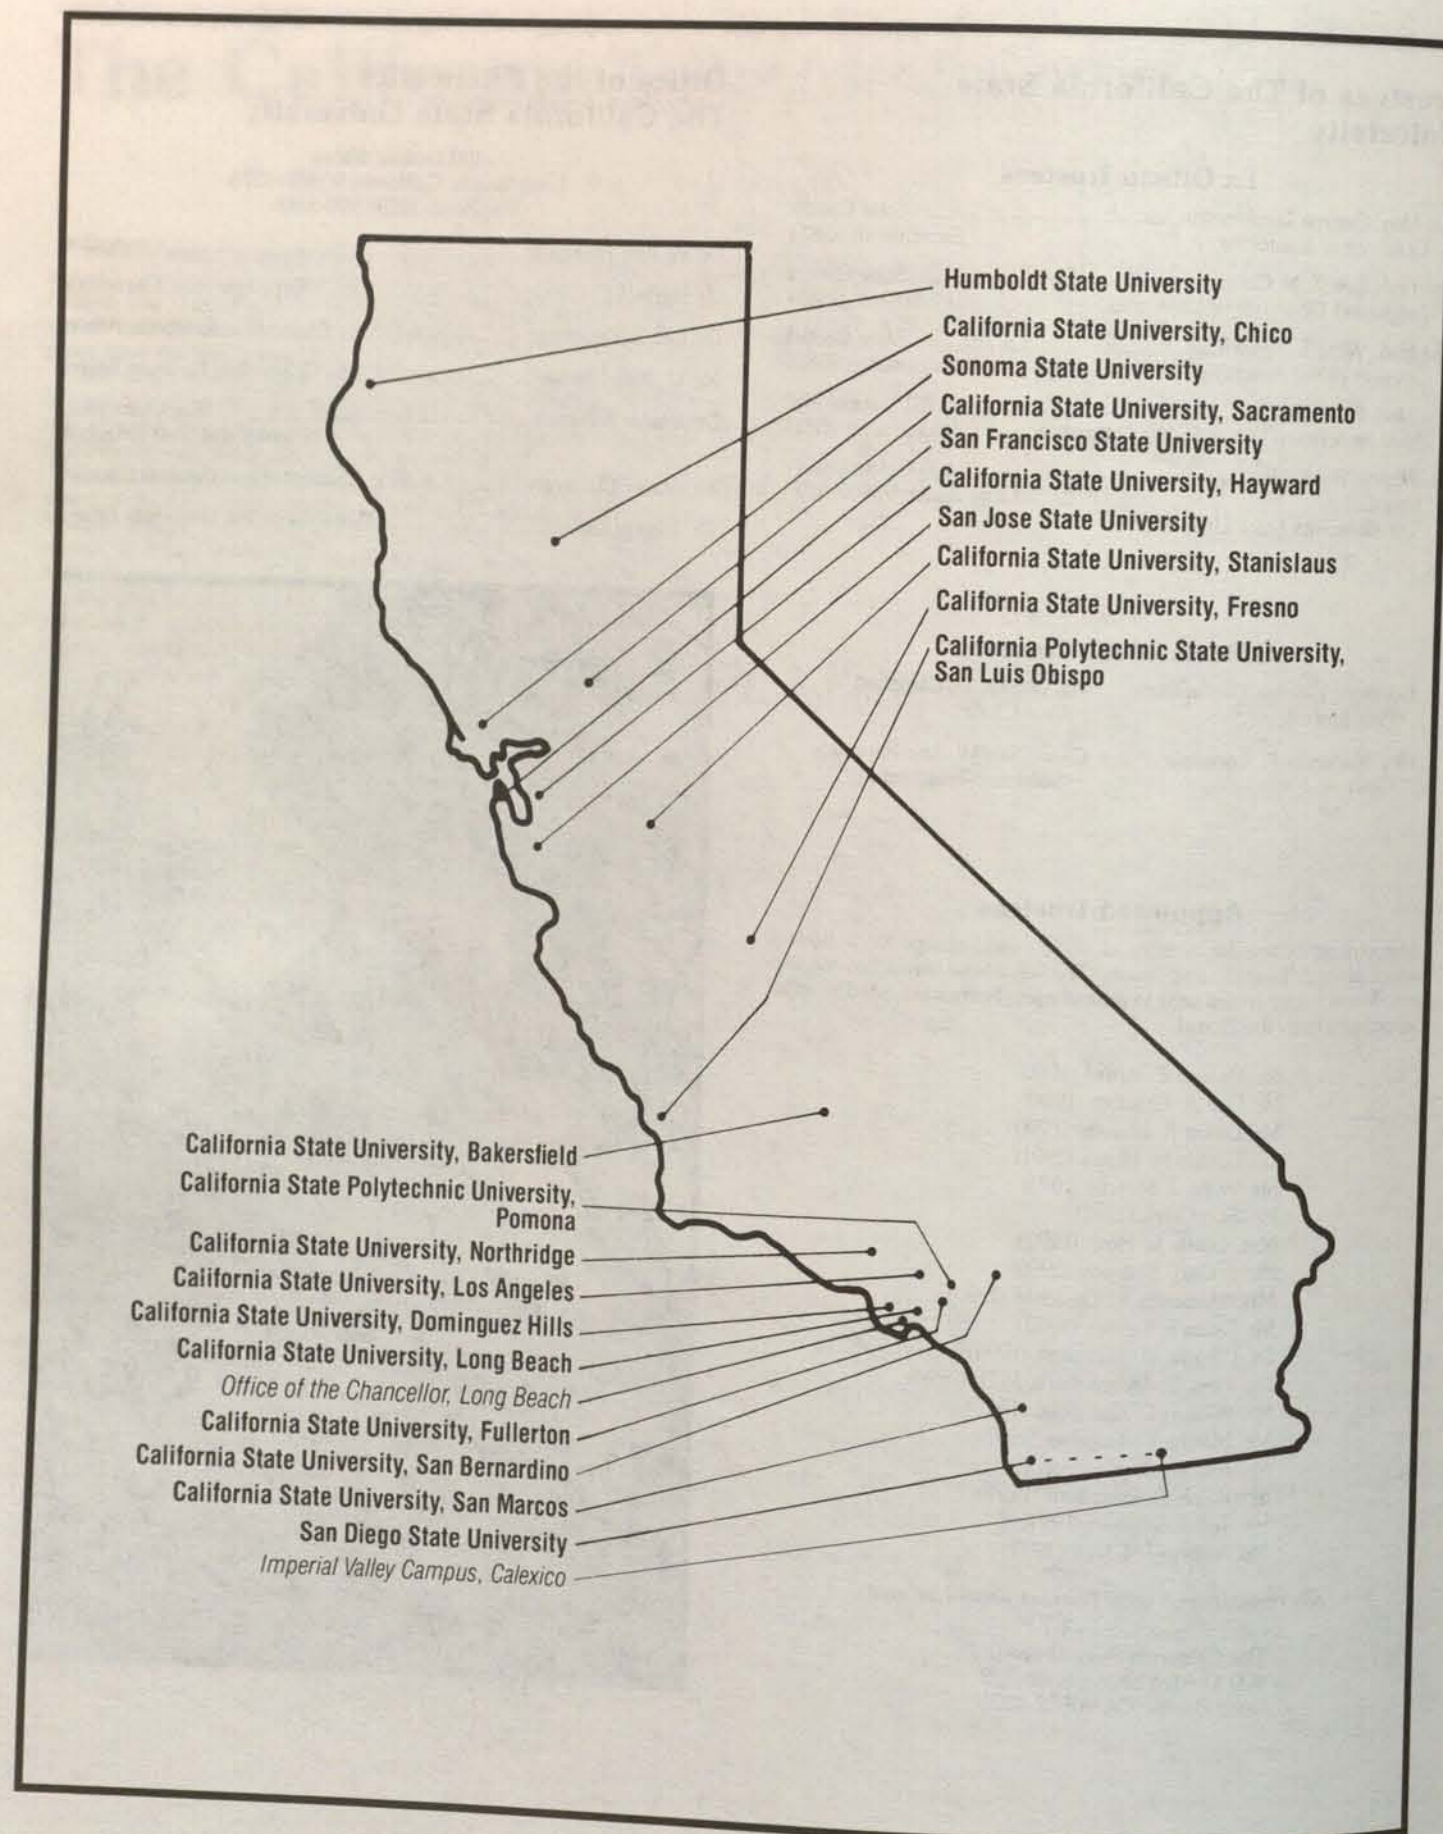 Humboldt State University
California State University, Chico
Sonoma State University
California State University, Sacramento
San Francisco State University
California State University, Hayward
San Jose State University
California State University, Stanislaus
California State University, Fresno
California Polytechnic State University,
San Luis Obispo
California State University, Bakersfield
California State Polytechnic University,
Pomona
California State University, Northridge
California State University, Los Angeles
California State University, Dominguez Hills
California State University, Long Beach
Office of the Chancellor, Long Beach
California State University, Fullerton
California State University, San Bernardino
California State University, San Marcos
San Diego State University
Imperial Valley Campus, Calexico